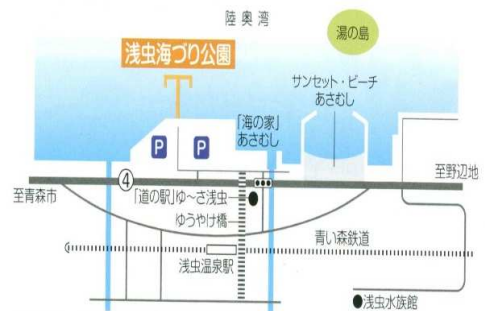 陸奥湾
湯の島
浅虫海づり公園
サンセット・ビーチ
あさむし
「海の家」
あさむし
P
P
至野辺地
4
至青森市
「道の駅」ゆ〜さ浅虫
ゆうやけ橋
青い森鉄道
浅虫温泉駅
浅虫水族館